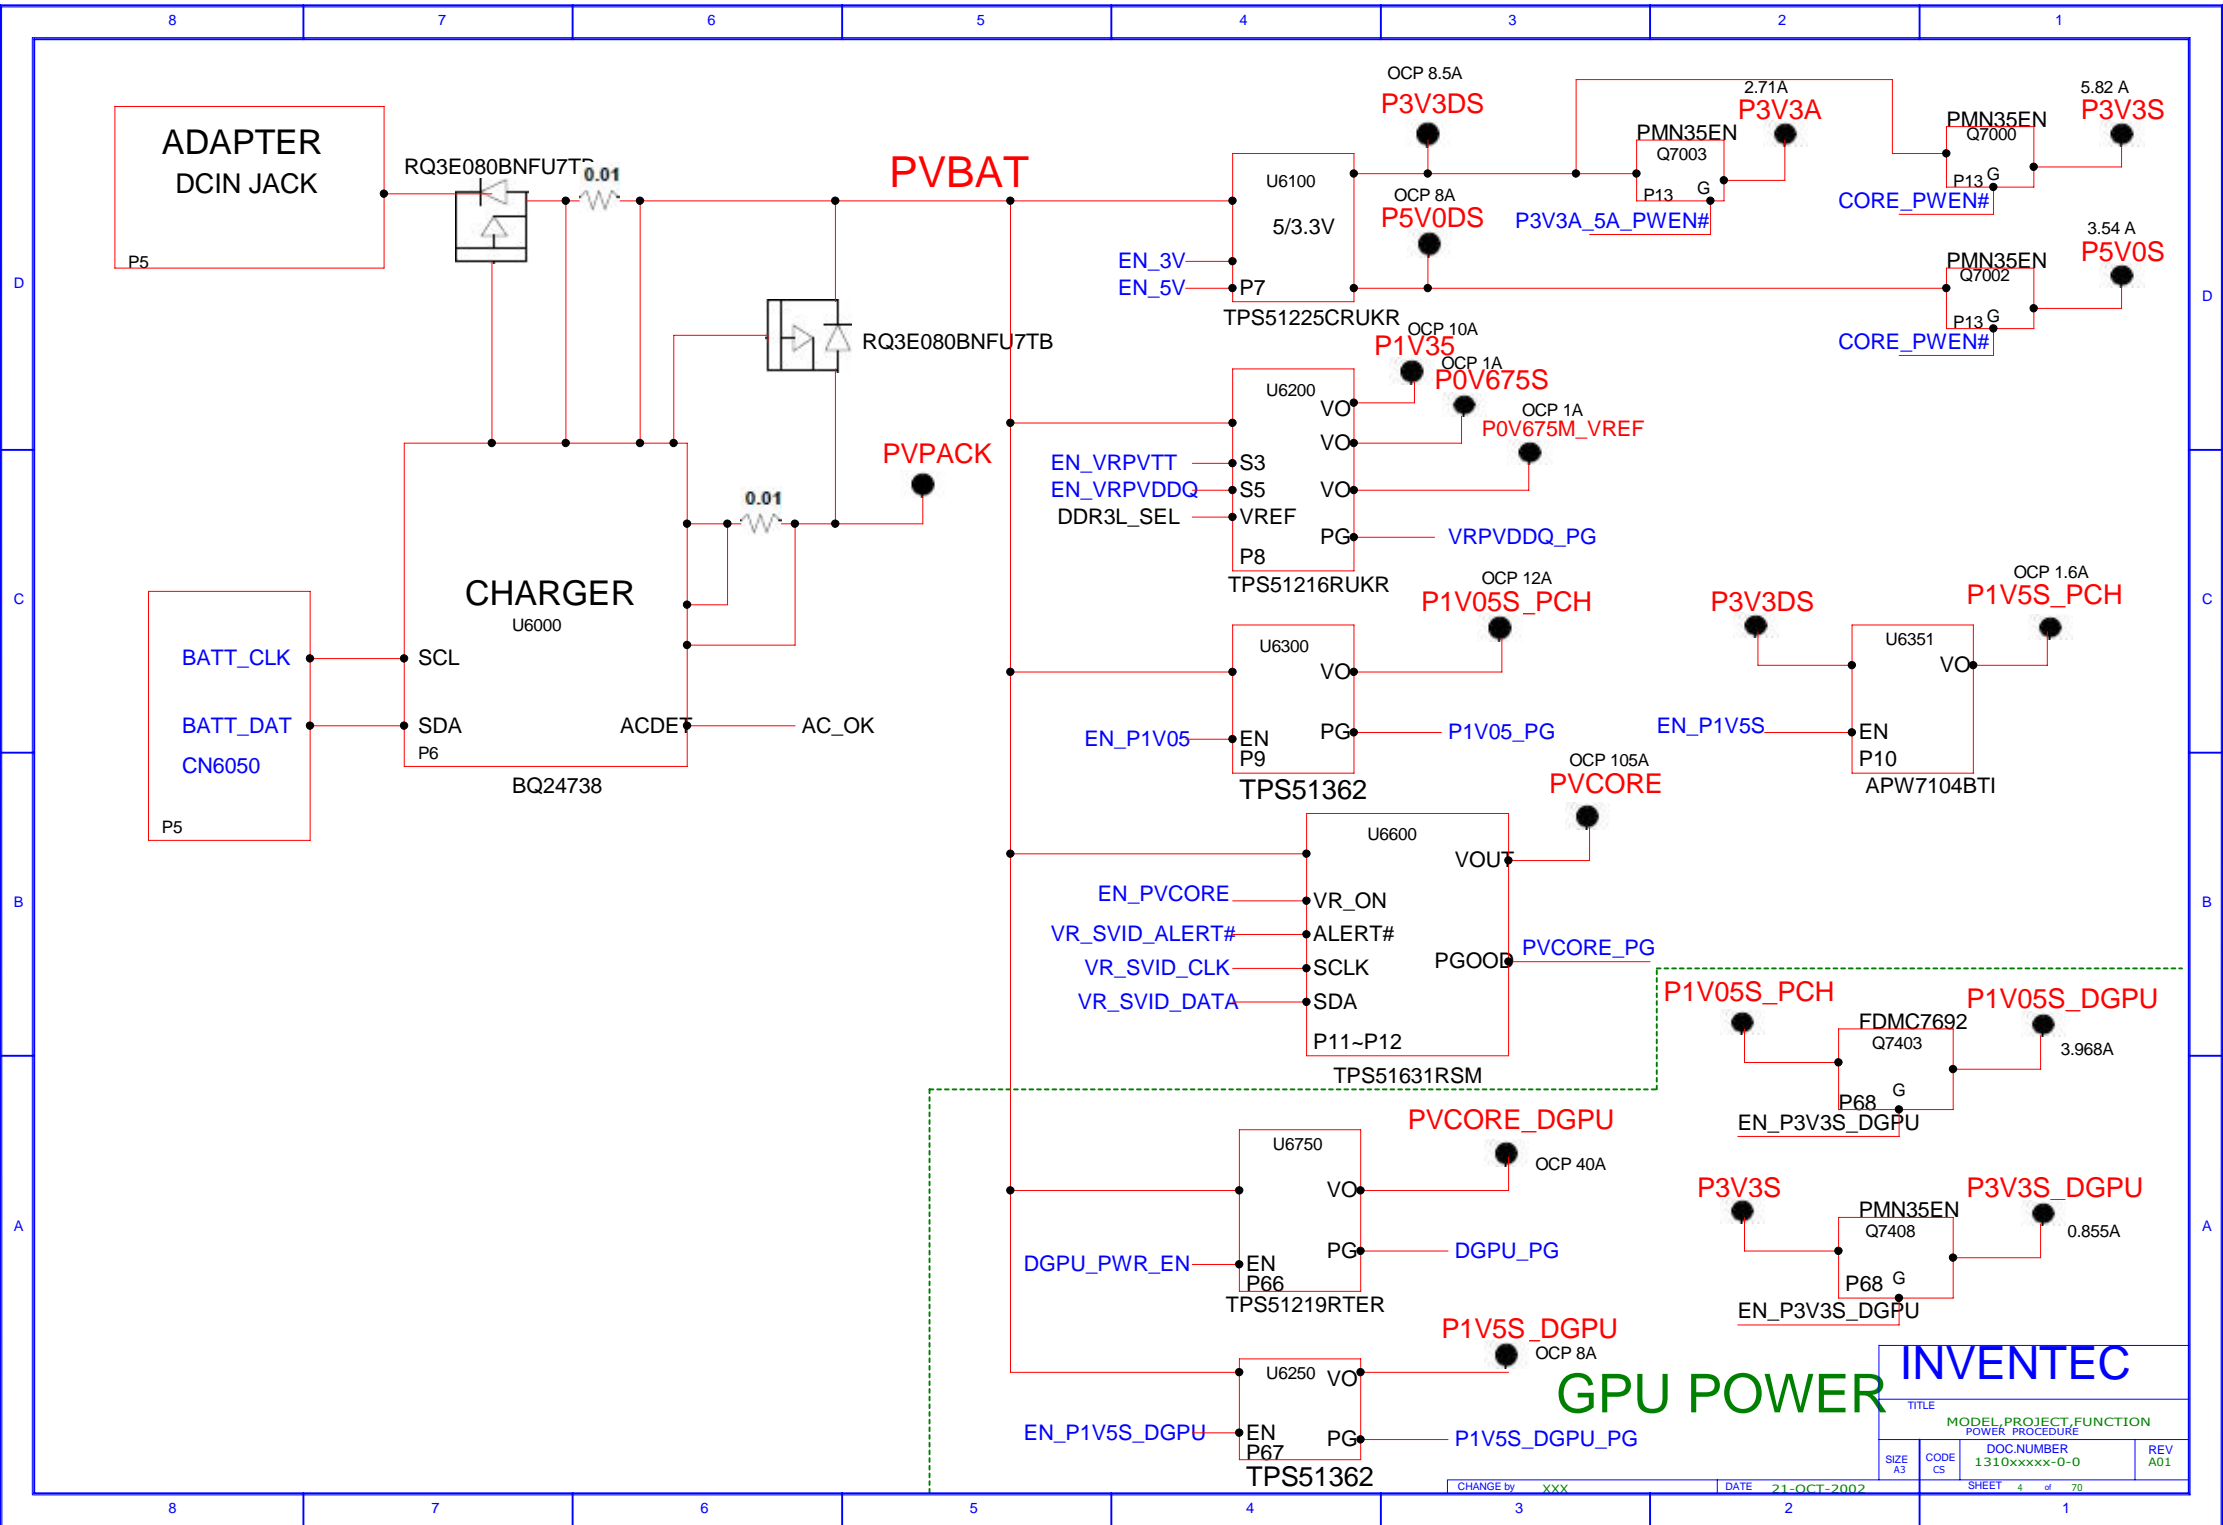 8 7 6 5 4 3 2 1
D
C
B
A
ADAPTER
DCIN JACK
P5
RQ3E080BNFU7TB
0.01
PVBAT
RQ3E080BNFU7TB
PVPACK
0.01
CHARGER
U6000
SCL
SDA
P6
ACDET
AC_OK
BQ24738
BATT_CLK
BATT_DAT
CN6050
P5
U6100
5/3.3V
EN_3V
EN_5V
P7
TPS51225CRUKR
OCP 8.5A
P3V3DS
OCP 8A
P5V0DS
2.71A
P3V3A
PMN35EN
Q7003
P13
G
P3V3A_5A_PWEN#
5.82 A
P3V3S
PMN35EN
Q7000
P13
G
CORE_PWEN#
3.54 A
P5V0S
PMN35EN
Q7002
P13
G
CORE_PWEN#
OCP 10A
P1V35
OCP 1A
P0V675S
OCP 1A
P0V675M_VREF
U6200
VO
VO
EN_VRPVTT
S3
EN_VRPVDDQ
S5
VO
DDR3L_SEL
VREF
PG
VRPVDDQ_PG
P8
TPS51216RUKR
OCP 12A
P1V05S_PCH
U6300
VO
EN_P1V05
EN
PG
P1V05_PG
P9
TPS51362
P3V3DS
OCP 1.6A
P1V5S_PCH
U6351
VO
EN_P1V5S
EN
P10
APW7104BTI
OCP 105A
PVCORE
U6600
VOUT
EN_PVCORE
VR_ON
VR_SVID_ALERT#
ALERT#
VR_SVID_CLK
SCLK
VR_SVID_DATA
SDA
PGOOD
PVCORE_PG
P11~P12
TPS51631RSM
P1V05S_PCH
P1V05S_DGPU
FDMC7692
Q7403
3.968A
P68
G
EN_P3V3S_DGPU
PVCORE_DGPU
OCP 40A
U6750
VO
DGPU_PWR_EN
EN
PG
DGPU_PG
P66
TPS51219RTER
P3V3S
P3V3S_DGPU
PMN35EN
Q7408
0.855A
P68
G
EN_P3V3S_DGPU
P1V5S_DGPU
OCP 8A
U6250
VO
EN_P1V5S_DGPU
EN
PG
P1V5S_DGPU_PG
P67
TPS51362
GPU POWER
INVENTEC
TITLE
MODEL,PROJECT,FUNCTION
POWER PROCEDURE
SIZE
A3
CODE
CS
DOC.NUMBER
1310xxxxx-0-0
REV
A01
CHANGE by XXX
DATE 21-OCT-2002
SHEET 4 of 70
D
C
B
A
8 7 6 5 4 3 2 1